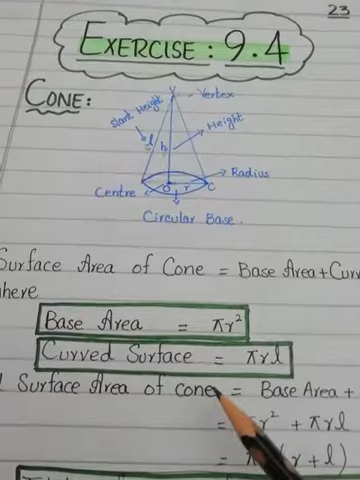 23
EXERCISE : 9.4
CONE:
V
Vertex
Slant Height
l
h
Height
Radius
Centre
O
r
C
Circular Base.
Surface Area of Cone = Base Area + Curv
here
Base Area = πr²
Curved Surface = πrl
l Surface Area of cone = Base Area +
= πr² + πrl
(r + l)